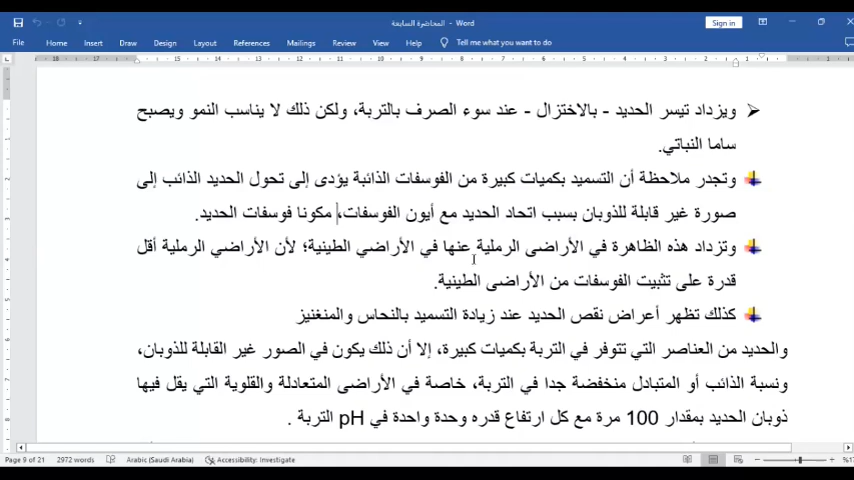 المحاضرة السابعة - Word
Sign in
File Home Insert Draw Design Layout References Mailings Review View Help Tell me what you want to do
ويزداد تيسر الحديد - بالاختزال - عند سوء الصرف بالتربة، ولكن ذلك لا يناسب النمو ويصبح
ساما النباتي.
وتجدر ملاحظة أن التسميد بكميات كبيرة من الفوسفات الذائبة يؤدى إلى تحول الحديد الذائب إلى
صورة غير قابلة للذوبان بسبب اتحاد الحديد مع أيون الفوسفات، مكونا فوسفات الحديد.
وتزداد هذه الظاهرة في الأراضى الرملية عنها في الأراضي الطينية؛ لأن الأراضي الرملية أقل
قدرة على تثبيت الفوسفات من الأراضى الطينية.
كذلك تظهر أعراض نقص الحديد عند زيادة التسميد بالنحاس والمنغنيز
والحديد من العناصر التي تتوفر في التربة بكميات كبيرة، إلا أن ذلك يكون في الصور غير القابلة للذوبان،
ونسبة الذائب أو المتبادل منخفضة جدا في التربة، خاصة في الأراضى المتعادلة والقلوية التي يقل فيها
ذوبان الحديد بمقدار 100 مرة مع كل ارتفاع قدره وحدة واحدة في pH التربة .
Page 9 of 21 2972 words Arabic (Saudi Arabia) Accessibility: Investigate